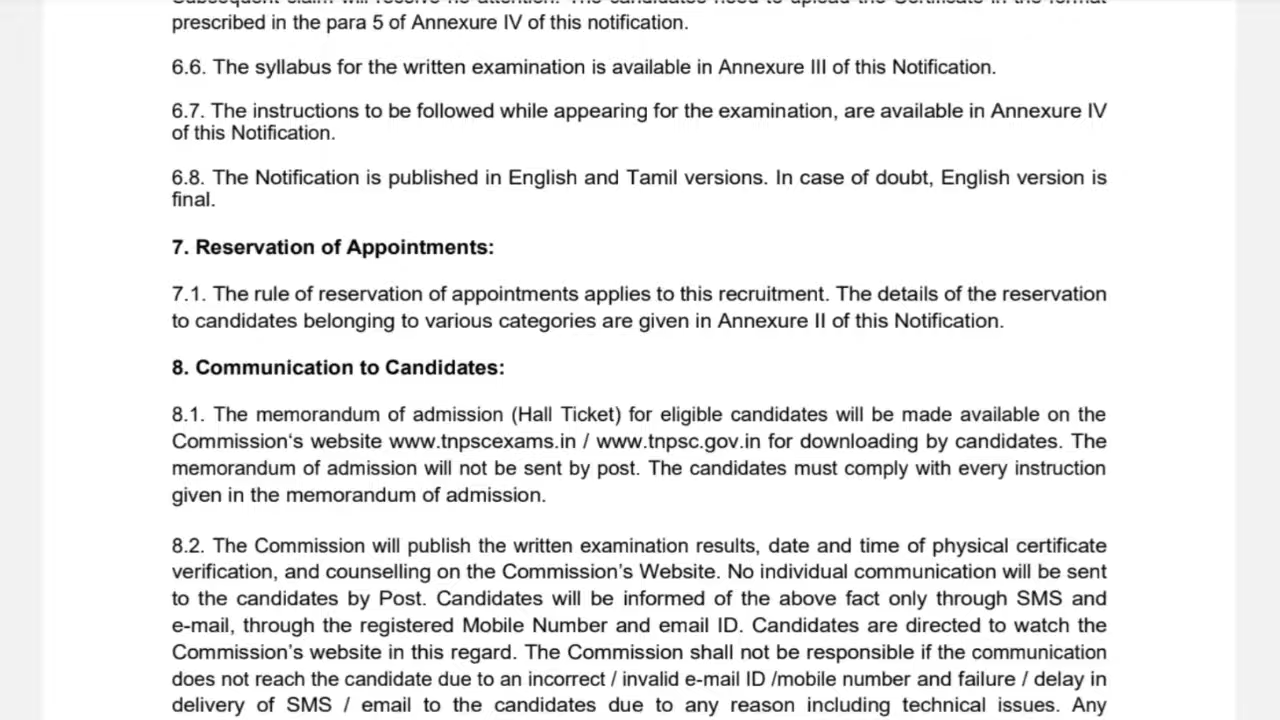 prescribed in the para 5 of Annexure IV of this notification.
6.6. The syllabus for the written examination is available in Annexure III of this Notification.
6.7. The instructions to be followed while appearing for the examination, are available in Annexure IV
of this Notification.
6.8. The Notification is published in English and Tamil versions. In case of doubt, English version is
final.
7. Reservation of Appointments:
7.1. The rule of reservation of appointments applies to this recruitment. The details of the reservation
to candidates belonging to various categories are given in Annexure II of this Notification.
8. Communication to Candidates:
8.1. The memorandum of admission (Hall Ticket) for eligible candidates will be made available on the
Commission‘s website www.tnpscexams.in / www.tnpsc.gov.in for downloading by candidates. The
memorandum of admission will not be sent by post. The candidates must comply with every instruction
given in the memorandum of admission.
8.2. The Commission will publish the written examination results, date and time of physical certificate
verification, and counselling on the Commission’s Website. No individual communication will be sent
to the candidates by Post. Candidates will be informed of the above fact only through SMS and
e-mail, through the registered Mobile Number and email ID. Candidates are directed to watch the
Commission’s website in this regard. The Commission shall not be responsible if the communication
does not reach the candidate due to an incorrect / invalid e-mail ID /mobile number and failure / delay in
delivery of SMS / email to the candidates due to any reason including technical issues. Any